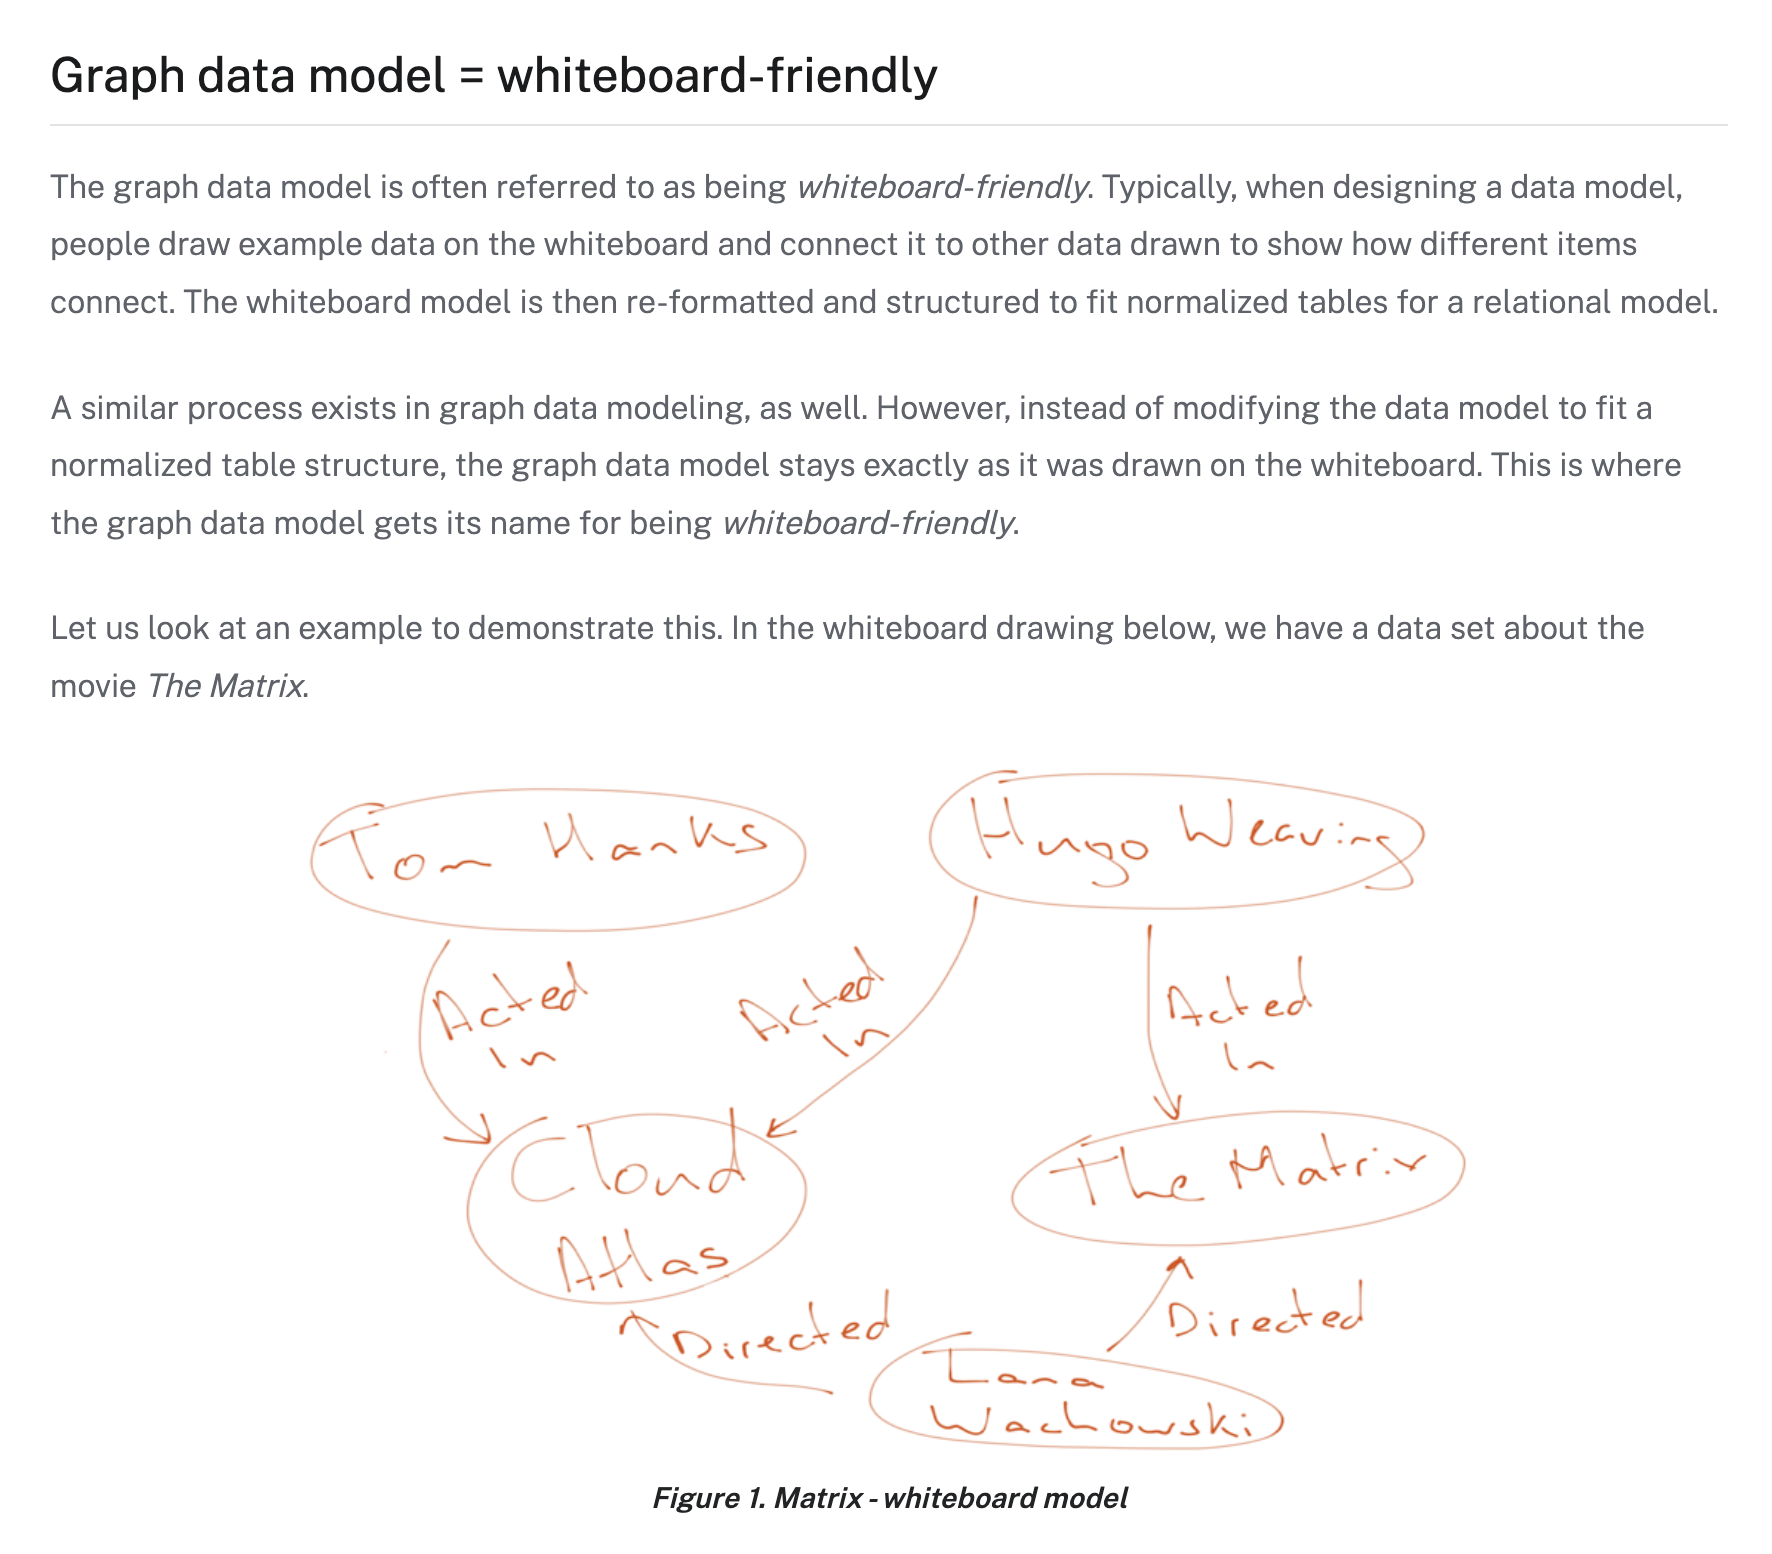 Graph data model = whiteboard-friendly
The graph data model is often referred to as being whiteboard-friendly. Typically, when designing a data model,
people draw example data on the whiteboard and connect it to other data drawn to show how different items
connect. The whiteboard model is then re-formatted and structured to fit normalized tables for a relational model.
A similar process exists in graph data modeling, as well. However, instead of modifying the data model to fit a
normalized table structure, the graph data model stays exactly as it was drawn on the whiteboard. This is where
the graph data model gets its name for being whiteboard-friendly.
Let us look at an example to demonstrate this. In the whiteboard drawing below, we have a data set about the
movie The Matrix.
Tom Hanks
Hugo Weaving
Acted
In
Acted
In
Acted
In
Cloud
Atlas
The Matrix
Directed
Directed
Lana
Wachowski
Figure 1. Matrix - whiteboard model